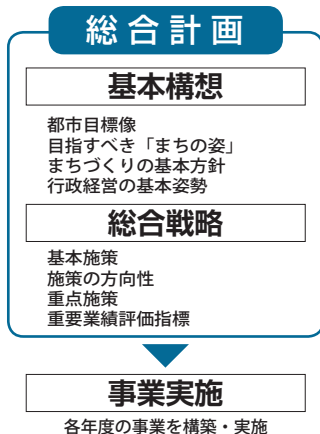 総合計画
基本構想
都市目標像
目指すべき「まちの姿」
まちづくりの基本方針
行政経営の基本姿勢
総合戦略
基本施策
施策の方向性
重点施策
重要業績評価指標
事業実施
各年度の事業を構築・実施